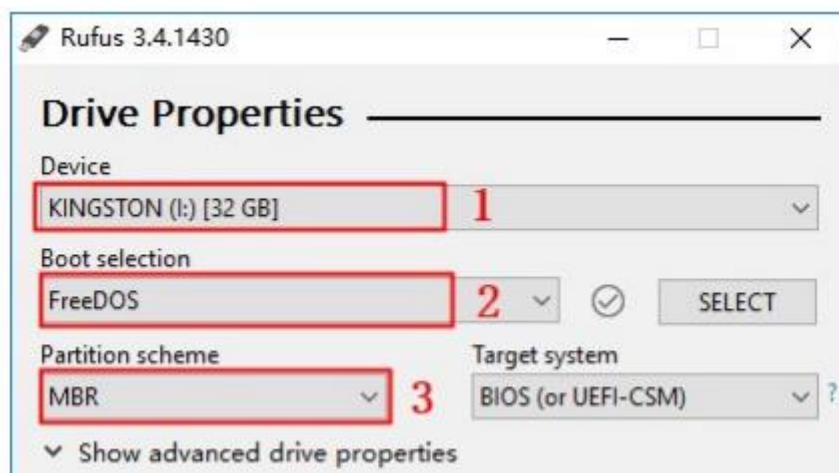 Rufus 3.4.1430
Drive Properties
Device
KINGSTON (I:) [32 GB] 1
Boot selection
FreeDOS 2 SELECT
Partition scheme Target system
MBR 3 BIOS (or UEFI-CSM) ?
Show advanced drive properties